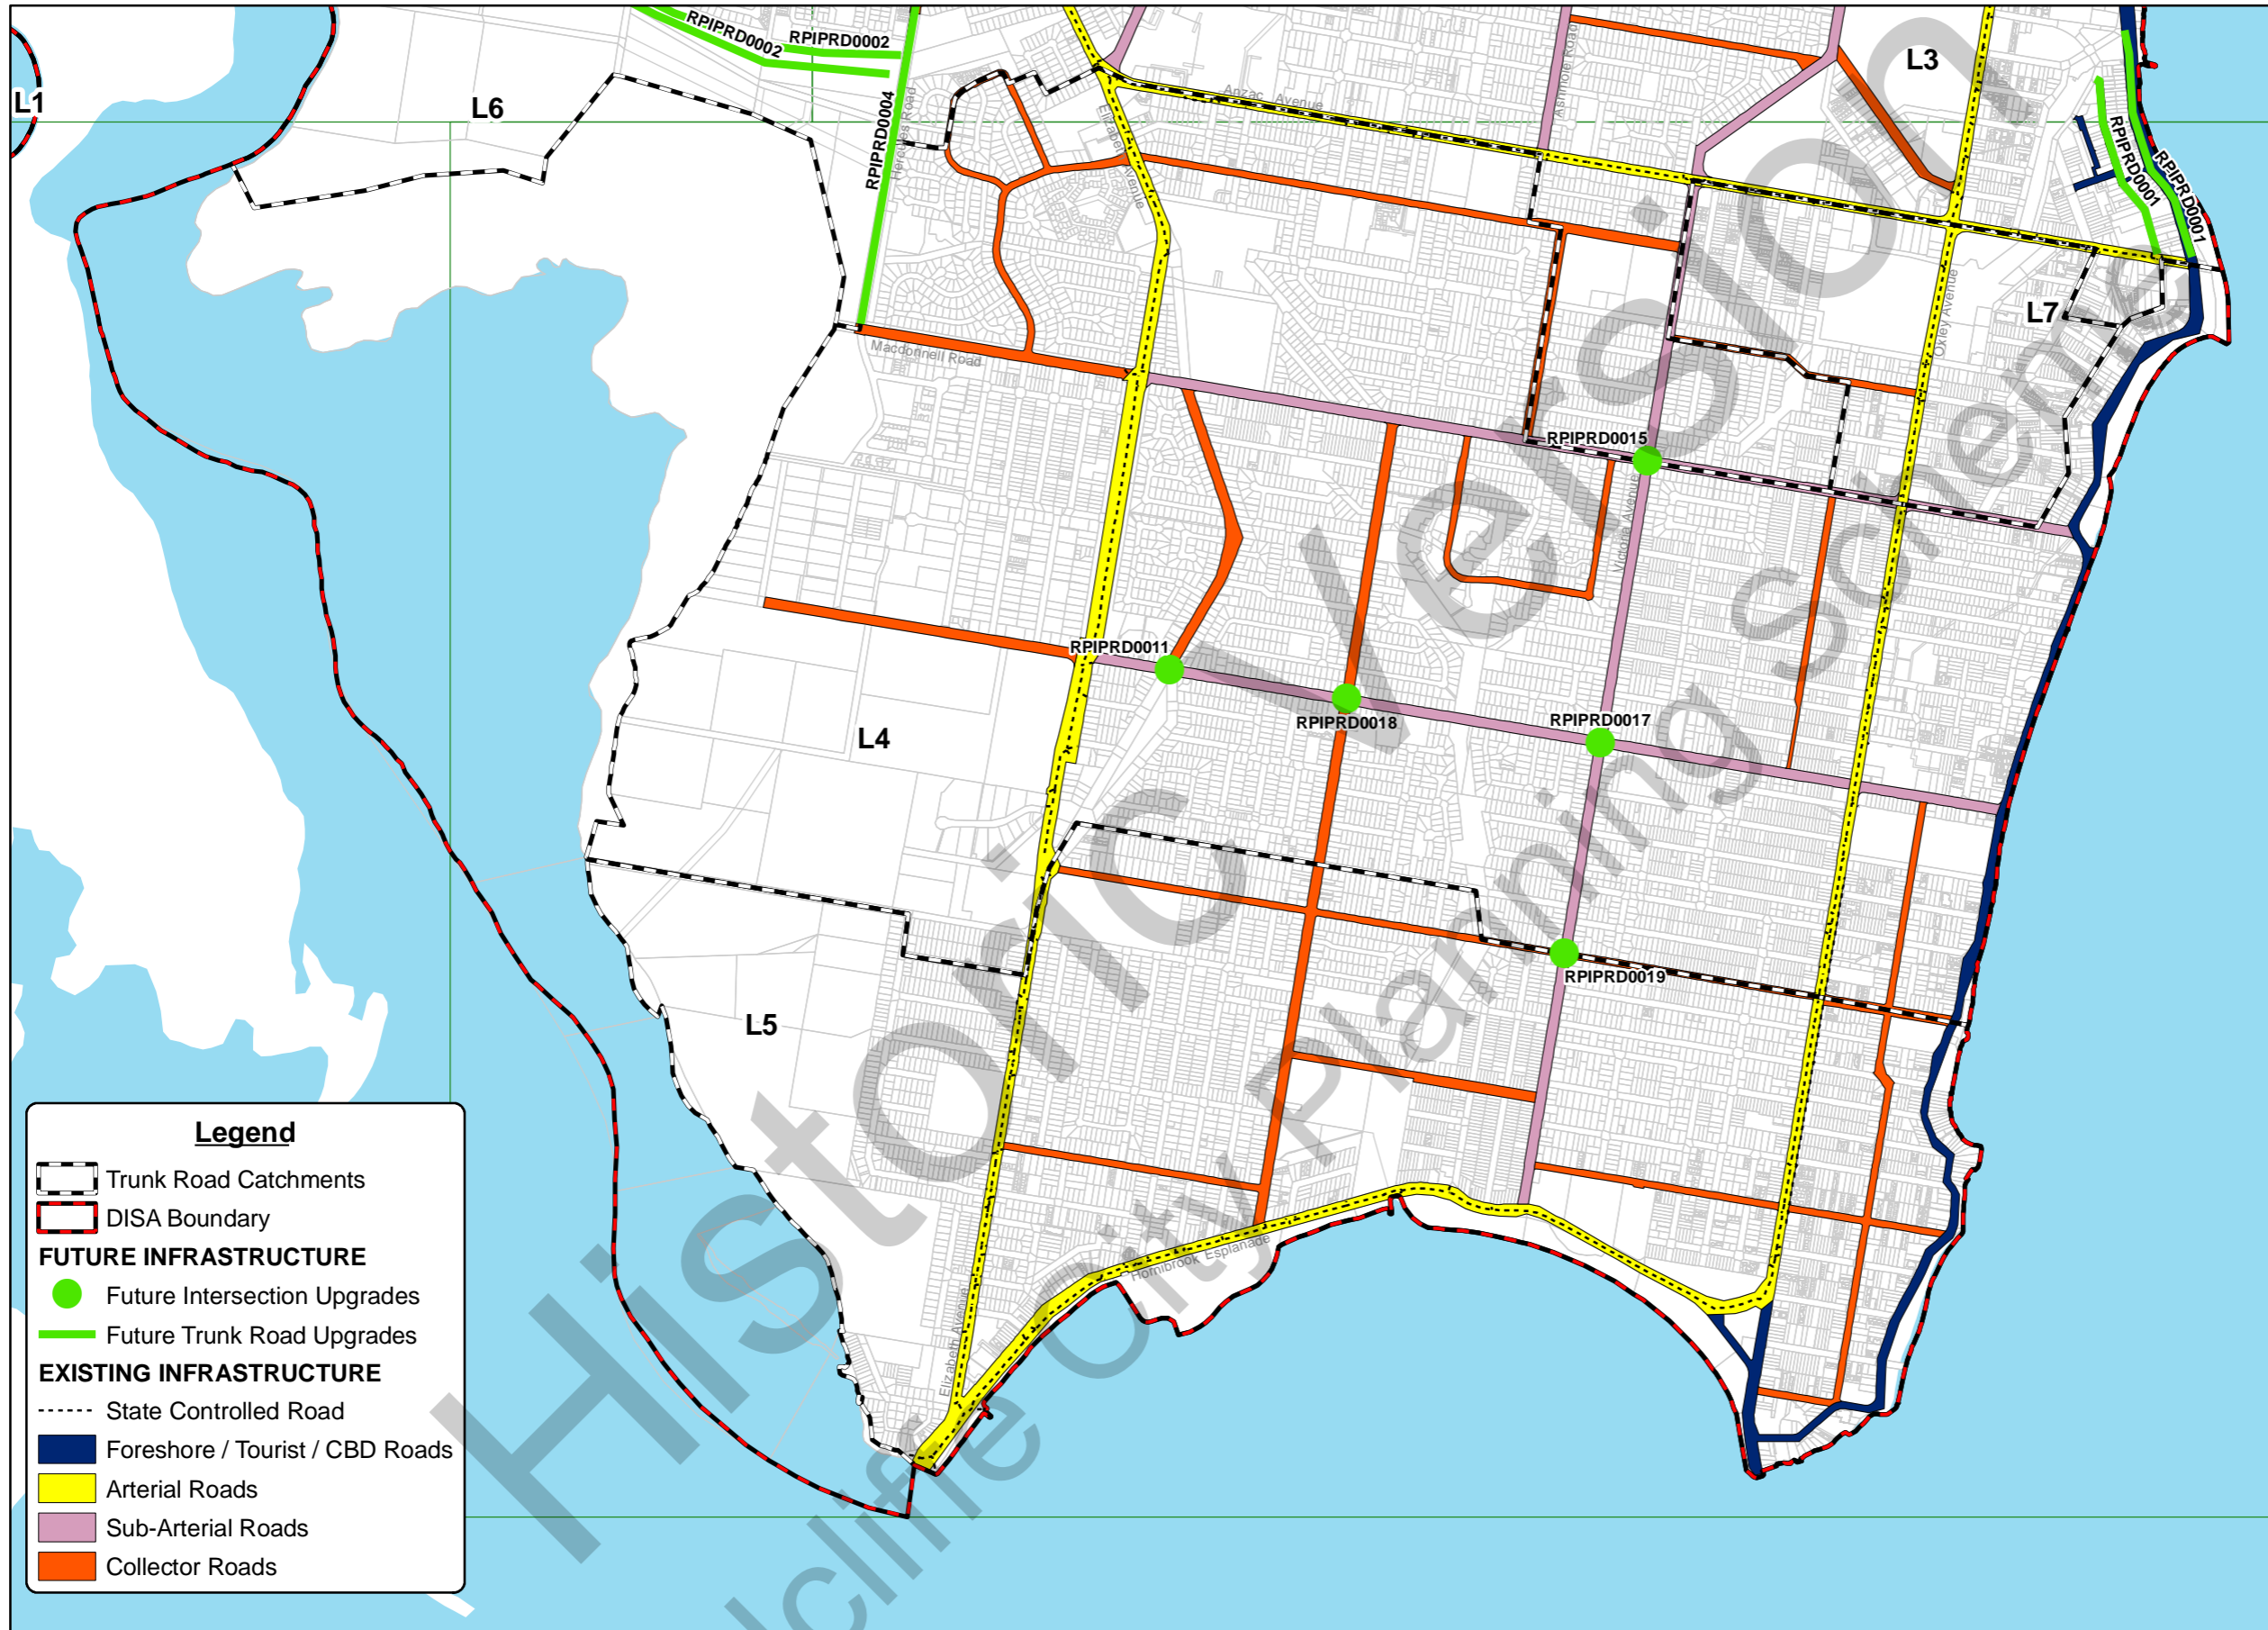 RPIPRD0002
RPIPRD0002
L3
L1
L6
RPIPRD0004
Hercules Road
Elizabeth Avenue
Anzac Avenue
Ashmole Road
RPIPRD0001
RPIPRD0001
L7
Oxley Avenue
Macdonnell Road
RPIPRD0015
Victoria Avenue
RPIPRD0011
RPIPRD0018
RPIPRD0017
L4
RPIPRD0019
L5
Hornibrook Esplanade
Elizabeth Avenue
Historic Version
City Planning Scheme
Legend
Trunk Road Catchments
DISA Boundary
FUTURE INFRASTRUCTURE
Future Intersection Upgrades
Future Trunk Road Upgrades
EXISTING INFRASTRUCTURE
State Controlled Road
Foreshore / Tourist / CBD Roads
Arterial Roads
Sub-Arterial Roads
Collector Roads